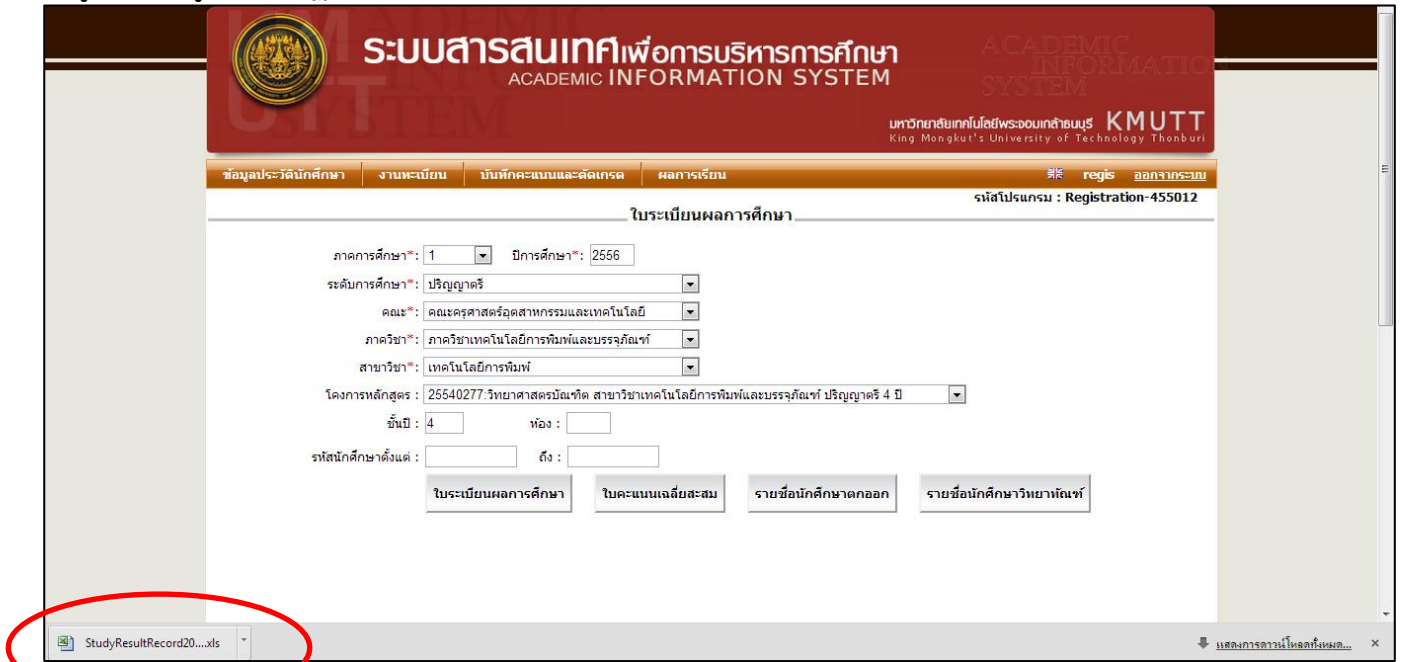 ระบบสารสนเทศเพื่อการบริหารการศึกษา
ACADEMIC INFORMATION SYSTEM
ACADEMIC
INFORMATIO
SYSTEM
มหาวิทยาลัยเทคโนโลยีพระจอมเกล้าธนบุรี KMUTT
King Mongkut's University of Technology Thonburi
ข้อมูลประวัตินักศึกษา งานทะเบียน บันทึกคะแนนและตัดเกรด ผลการเรียน regis ออกจากระบบ
รหัสโปรแกรม : Registration-455012
ใบระเบียนผลการศึกษา
ภาคการศึกษา*: 1 ปีการศึกษา*: 2556
ระดับการศึกษา*: ปริญญาตรี
คณะ*: คณะครุศาสตร์อุตสาหกรรมและเทคโนโลยี
ภาควิชา*: ภาควิชาเทคโนโลยีการพิมพ์และบรรจุภัณฑ์
สาขาวิชา*: เทคโนโลยีการพิมพ์
โครงการหลักสูตร : 25540277:วิทยาศาสตรบัณฑิต สาขาวิชาเทคโนโลยีการพิมพ์และบรรจุภัณฑ์ ปริญญาตรี 4 ปี
ชั้นปี : 4 ห้อง :
รหัสนักศึกษาตั้งแต่ : ถึง :
ใบระเบียนผลการศึกษา ใบคะแนนเฉลี่ยสะสม รายชื่อนักศึกษาตกออก รายชื่อนักศึกษาวิทยาทัณฑ์
StudyResultRecord20....xls แสดงการดาวน์โหลดทั้งหมด...